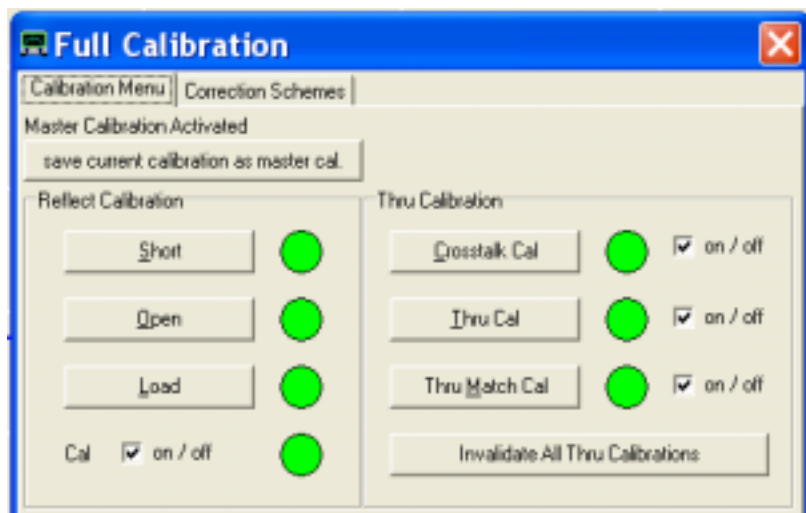 Full Calibration
Calibration Menu Correction Schemes
Master Calibration Activated
save current calibration as master cal.
Reflect Calibration
Short
Open
Load
Cal on / off
Thru Calibration
Crosstalk Cal on / off
Thru Cal on / off
Thru Match Cal on / off
Invalidate All Thru Calibrations